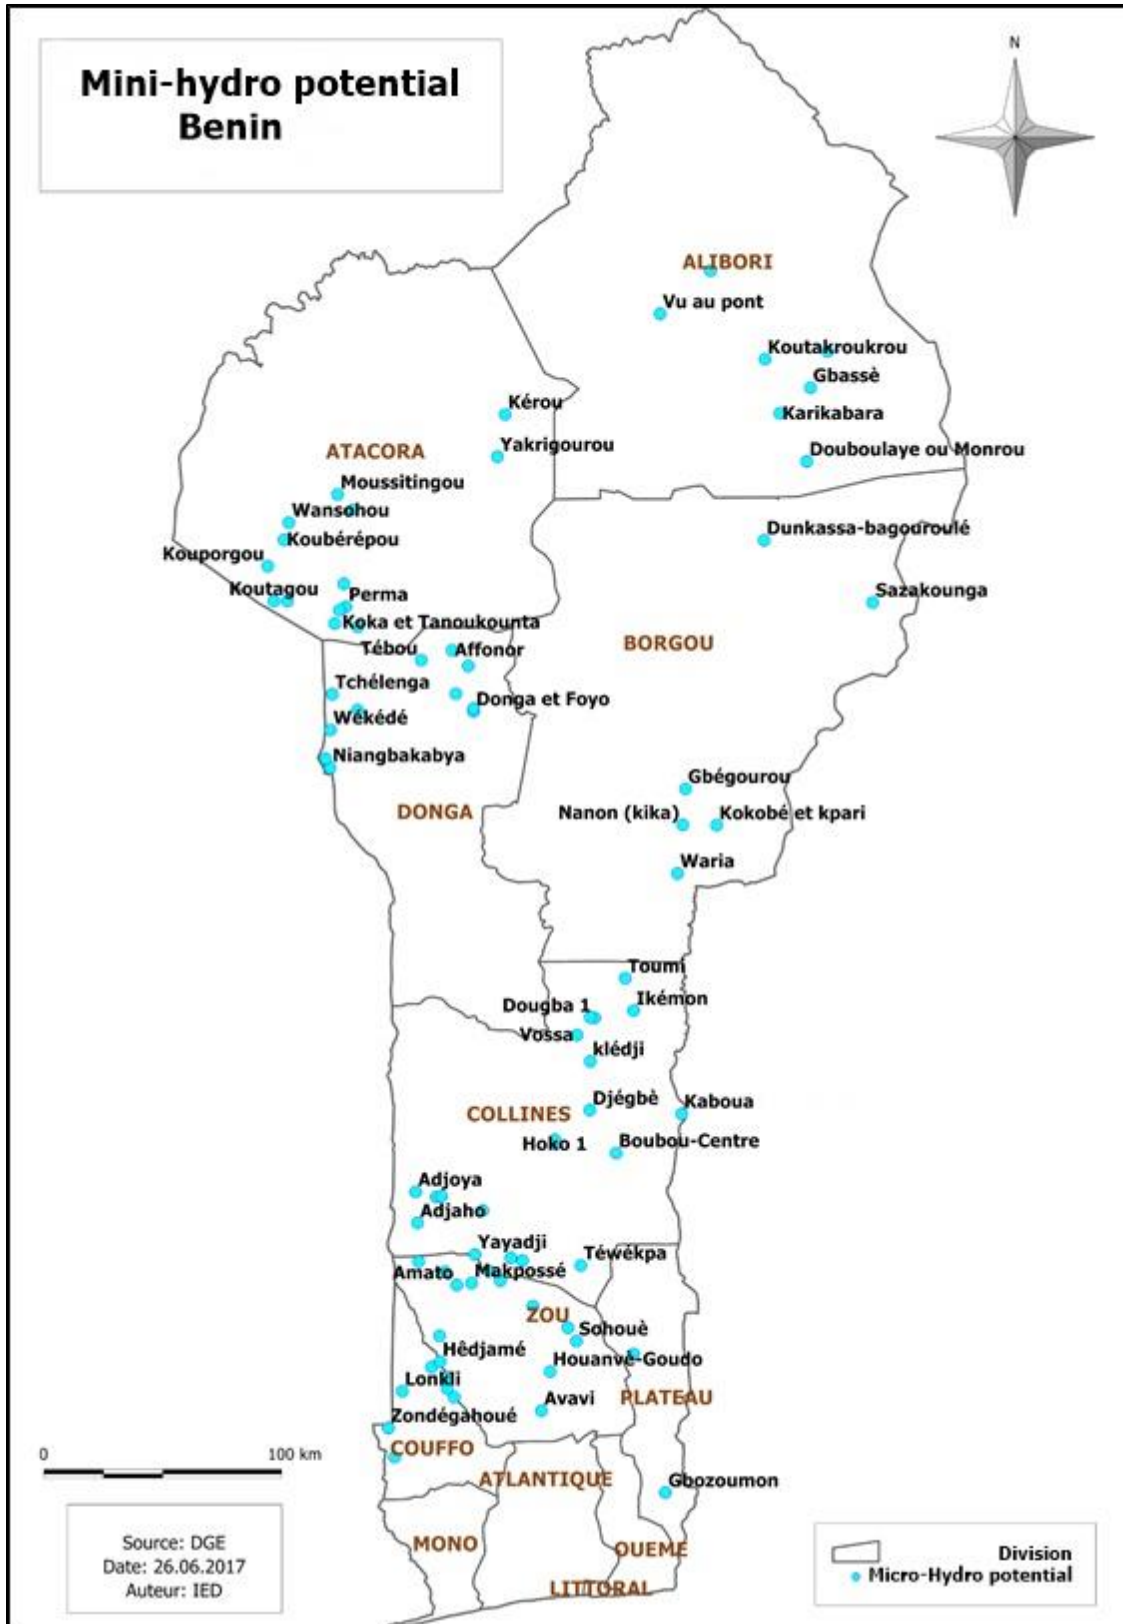 Mini-hydro potential
Benin
N
ALIBORI
Vu au pont
Koutakroukrou
Gbassè
Kérou
Karikabara
ATACORA
Yakrigourou
Douboulaye ou Monrou
Moussitingou
Wansohou
Koubérépou
Dunkassa-bagouroulé
Kouporgou
Koutagou
Perma
Sazakounga
Koka et Tanoukounta
Tébou
Affonor
BORGOU
Tchélenga
Donga et Foyo
Wékédé
Niangbakabya
Gbégourou
DONGA
Nanon (kika)
Kokobé et kpari
Waria
Toumi
Dougba 1
Ikémon
Vossa
klédji
Djégbè
COLLINES
Kaboua
Hoko 1
Boubou-Centre
Adjoya
Adjaho
Yayadji
Téwékpa
Amato
Makpossé
ZOU
Sohouè
Hêdjamé
Houanvè-Goudo
Lonkli
PLATEAU
Avavi
Zondégahoué
COUFFO
0
100 km
ATLANTIQUE
Gbozoumon
MONO
OUEME
LITTORAL
Source: DGE
Date: 26.06.2017
Auteur: IED
Division
Micro-Hydro potential